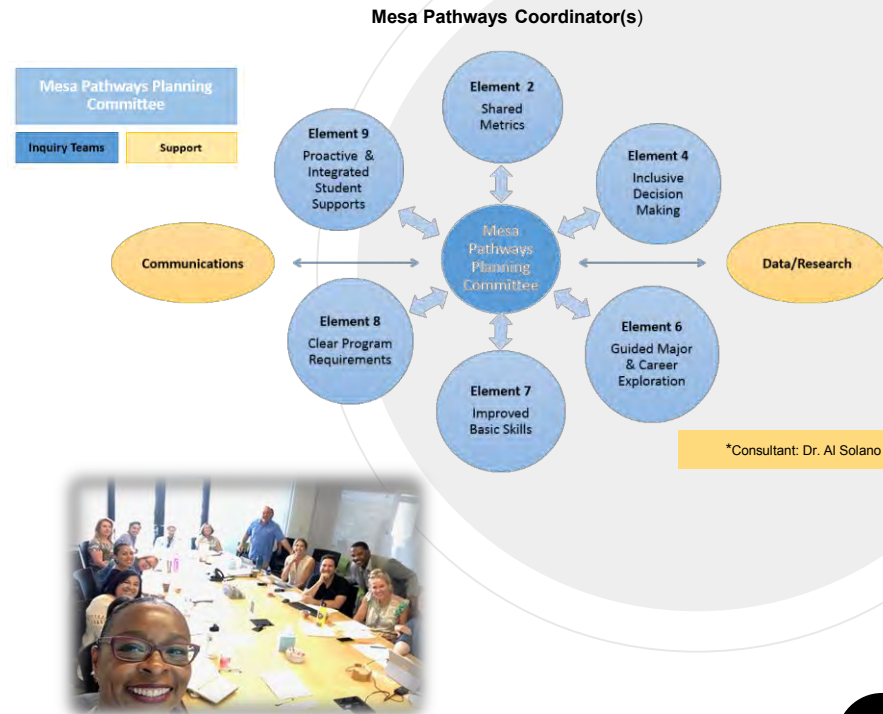 Mesa Pathways Coordinator(s)
Mesa Pathways Planning
Committee
Inquiry Teams
Support
Element 2
Shared
Metrics
Element 9
Proactive &
Integrated
Student
Supports
Element 4
Inclusive
Decision
Making
Mesa
Pathways
Planning
Committee
Communications
Data/Research
Element 8
Clear Program
Requirements
Element 6
Guided Major
& Career
Exploration
Element 7
Improved
Basic Skills
*Consultant: Dr. Al Solano